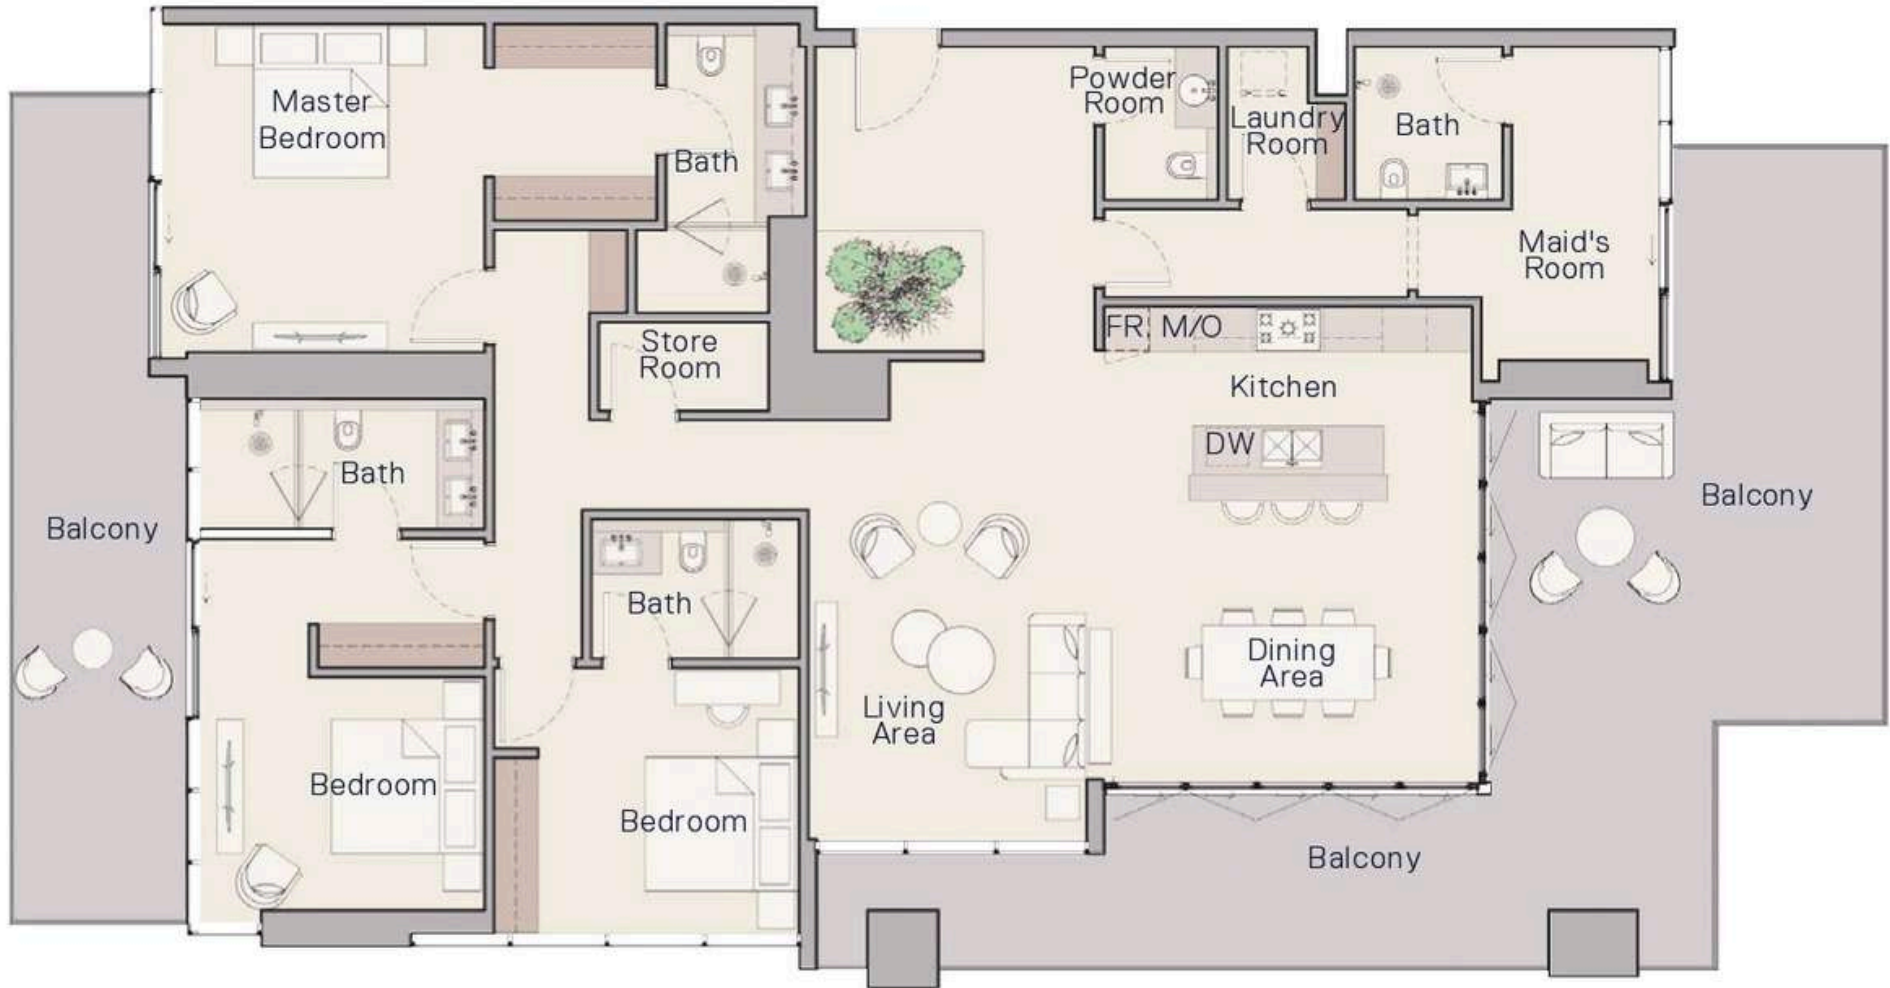 Master
Bedroom
Bath
Powder
Room
Laundry
Room
Bath
Maid's
Room
Store
Room
FR M/O
Kitchen
DW
Bath
Balcony
Balcony
Bath
Dining
Area
Living
Area
Bedroom
Bedroom
Balcony